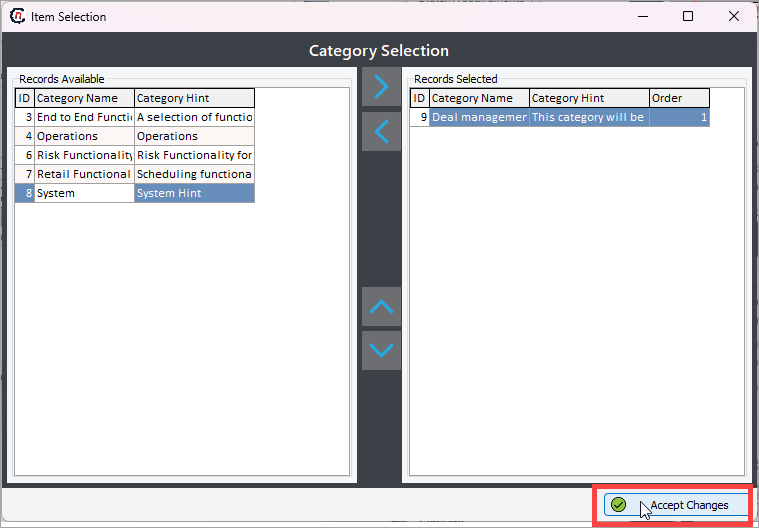 Item Selection
Category Selection
Records Available
ID Category Name Category Hint
3 End to End Functi A selection of functio
4 Operations Operations
6 Risk Functionality Risk Functionality for
7 Retail Functional Scheduling functiona
8 System System Hint
Records Selected
ID Category Name Category Hint Order
9 Deal managemer This category will be 1
Accept Changes